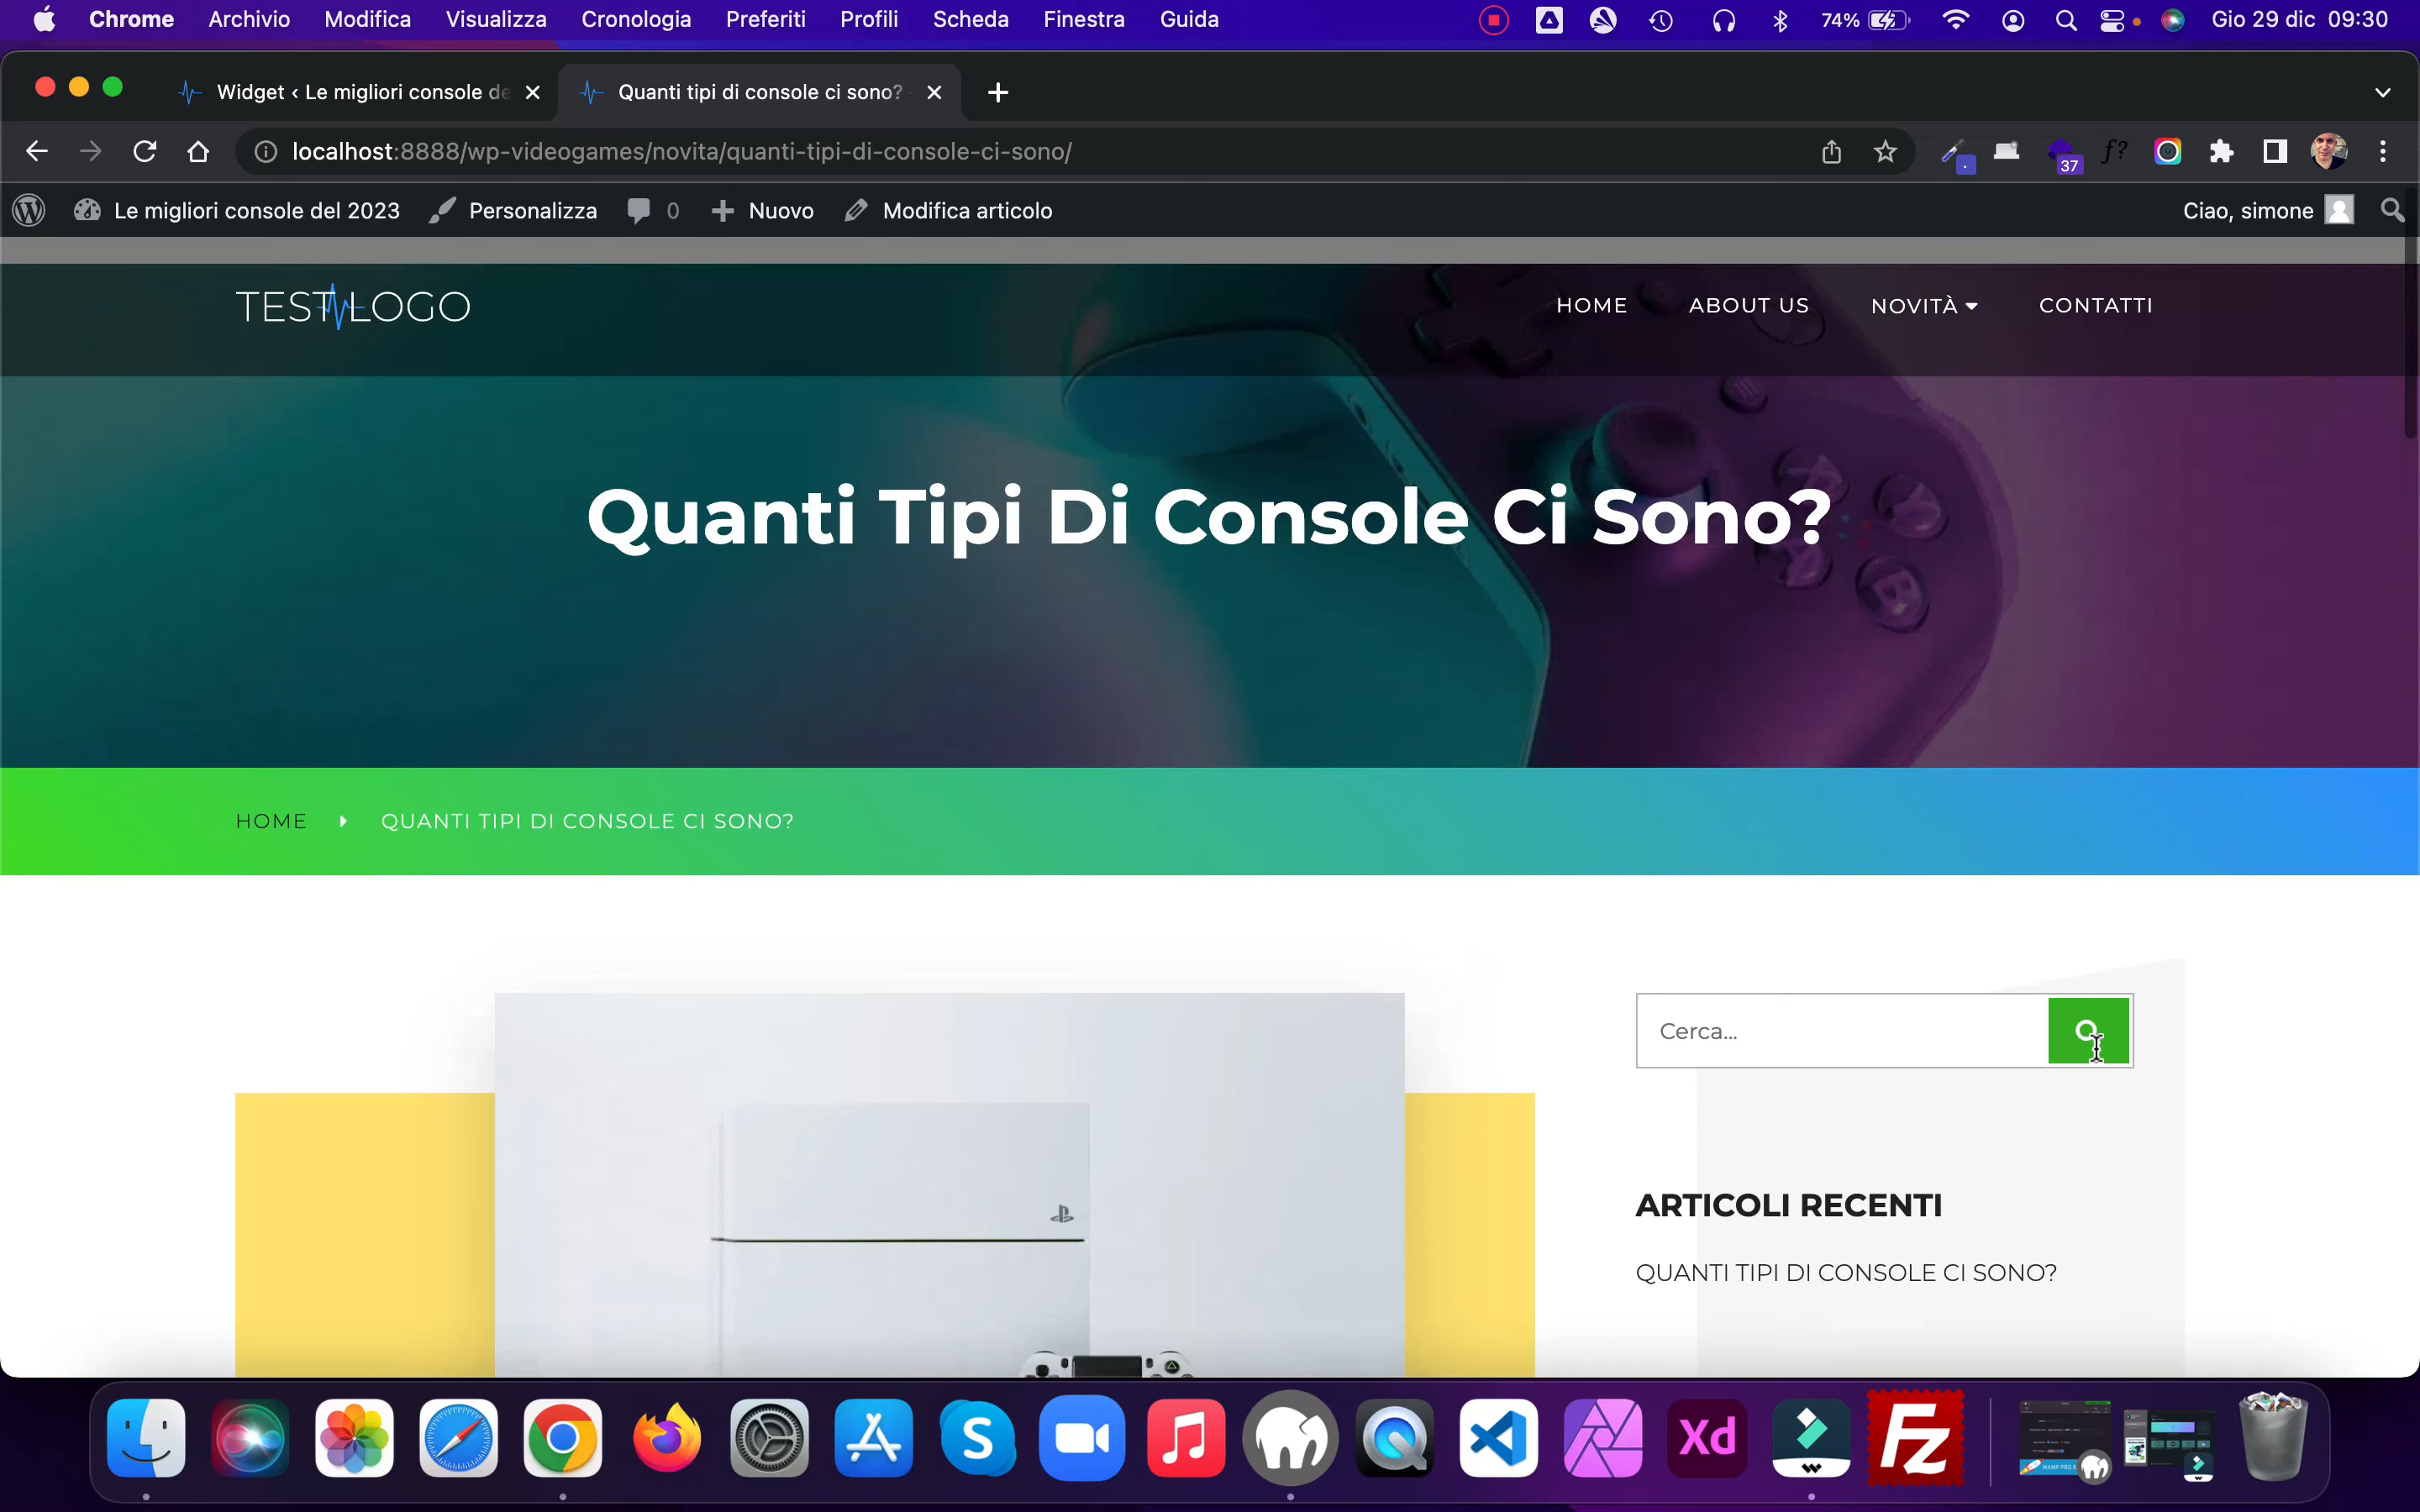 Chrome Archivio Modifica Visualizza Cronologia Preferiti Profili Scheda Finestra Guida 74% Gio 29 dic 09:30
Widget ‹ Le migliori console de Quanti tipi di console ci sono?
localhost:8888/wp-videogames/novita/quanti-tipi-di-console-ci-sono/ . f? 37
Le migliori console del 2023 Personalizza 0 Nuovo Modifica articolo Ciao, simone
TEST LOGO HOME ABOUT US NOVITÀ CONTATTI
Quanti Tipi Di Console Ci Sono?
HOME QUANTI TIPI DI CONSOLE CI SONO?
Cerca...
ARTICOLI RECENTI
QUANTI TIPI DI CONSOLE CI SONO?
S Xd Fz